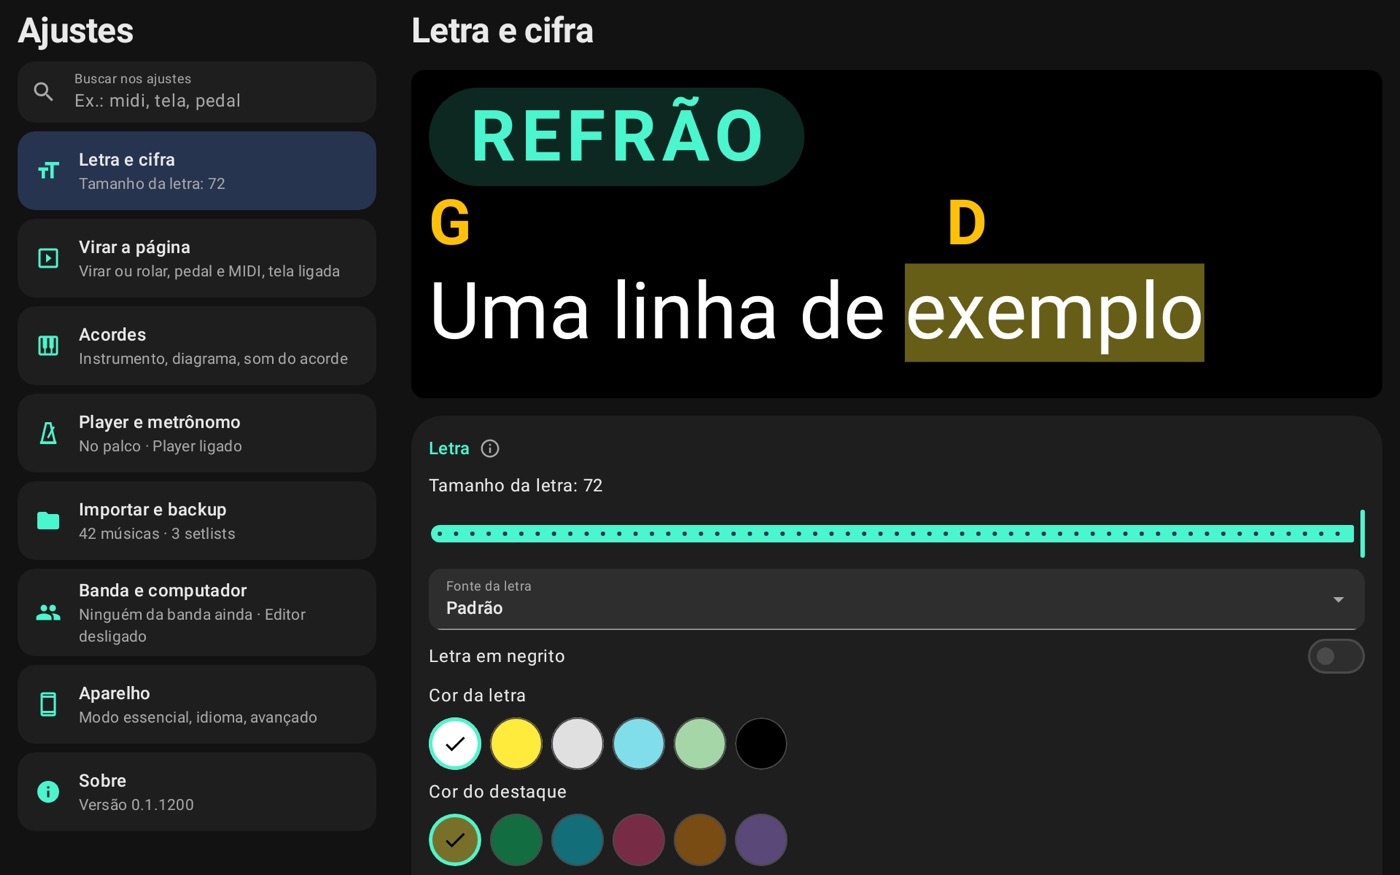 Ajustes
Buscar nos ajustes
Ex.: midi, tela, pedal
Letra e cifra
Tamanho da letra: 72
Virar a página
Virar ou rolar, pedal e MIDI, tela ligada
Acordes
Instrumento, diagrama, som do acorde
Player e metrônomo
No palco · Player ligado
Importar e backup
42 músicas · 3 setlists
Banda e computador
Ninguém da banda ainda · Editor
desligado
Aparelho
Modo essencial, idioma, avançado
Sobre
Versão 0.1.1200
Letra e cifra
REFRÃO
G D
Uma linha de exemplo
Letra
Tamanho da letra: 72
Fonte da letra
Padrão
Letra em negrito
Cor da letra
Cor do destaque